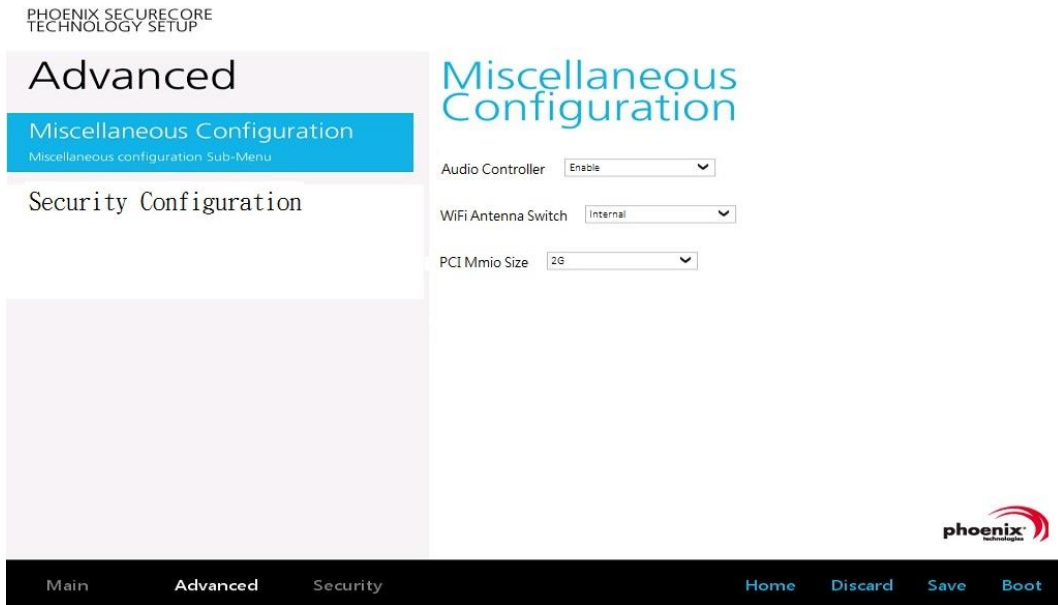 PHOENIX SECURECORE
TECHNOLOGY SETUP
Advanced
Miscellaneous Configuration
Miscellaneous configuration Sub-Menu
Security Configuration
Miscellaneous
Configuration
Audio Controller Enable
WiFi Antenna Switch Internal
PCI Mmio Size 2G
phoenix
technologies
Main Advanced Security Home Discard Save Boot